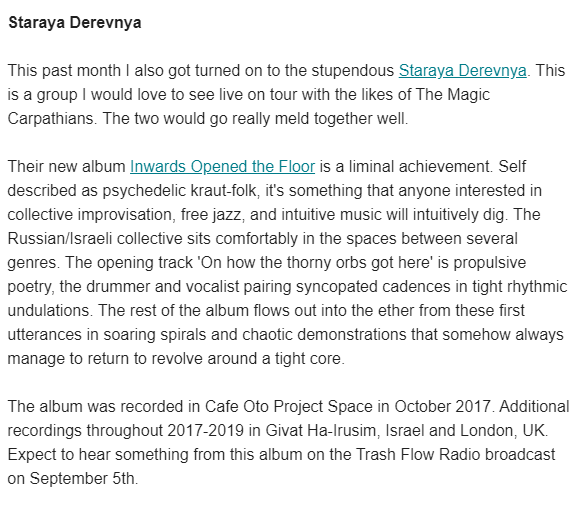 Staraya Derevnya
This past month I also got turned on to the stupendous Staraya Derevnya. This
is a group I would love to see live on tour with the likes of The Magic
Carpathians. The two would go really meld together well.
Their new album Inwards Opened the Floor is a liminal achievement. Self
described as psychedelic kraut-folk, it's something that anyone interested in
collective improvisation, free jazz, and intuitive music will intuitively dig. The
Russian/Israeli collective sits comfortably in the spaces between several
genres. The opening track 'On how the thorny orbs got here' is propulsive
poetry, the drummer and vocalist pairing syncopated cadences in tight rhythmic
undulations. The rest of the album flows out into the ether from these first
utterances in soaring spirals and chaotic demonstrations that somehow always
manage to return to revolve around a tight core.
The album was recorded in Cafe Oto Project Space in October 2017. Additional
recordings throughout 2017-2019 in Givat Ha-Irusim, Israel and London, UK.
Expect to hear something from this album on the Trash Flow Radio broadcast
on September 5th.